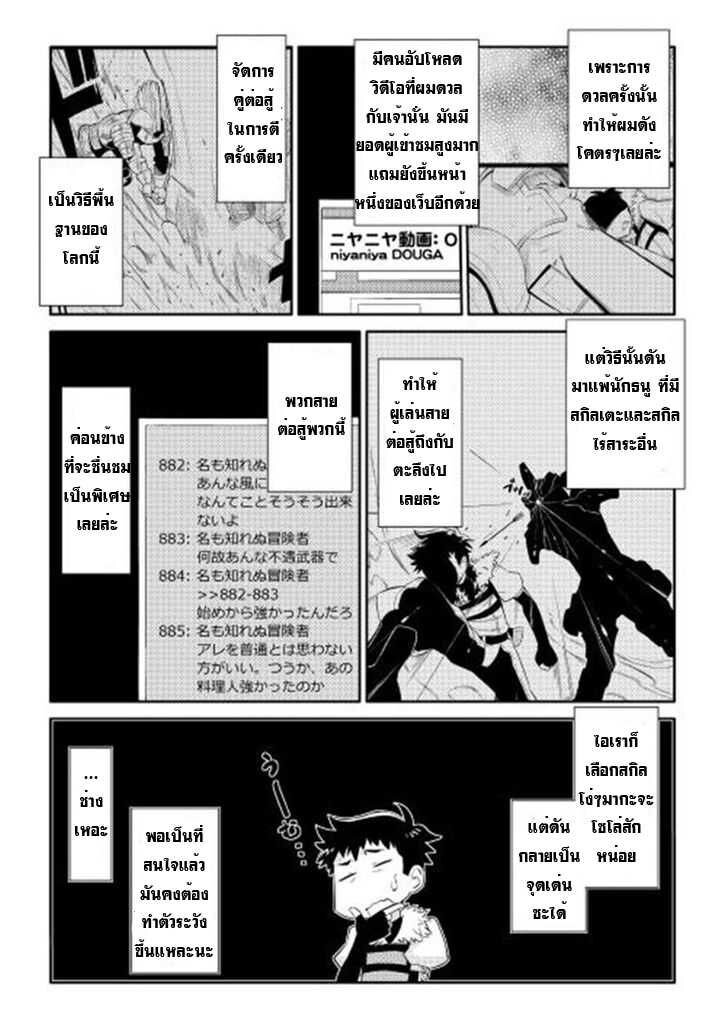 เพราะการ
ดวลครั้งนั้น
ทำให้ผมดัง
โคตรๆเลยล่ะ
มีคนอัปโหลด
วิดีโอที่ผมดวล
กับเจ้านั่น มันมี
ยอดผู้เข้าชมสูงมาก
แถมยังขึ้นหน้า
หนึ่งของเว็บอีกด้วย
ニヤニヤ動画: O
niyaniya DOUGA
จัดการ
คู่ต่อสู้
ในการตี
ครั้งเดียว
เป็นวิธีพื้น
ฐานของ
โลกนี้
แต่วิธีนั้นดัน
มาแพ้นักธนู ที่มี
สกิลเตะและสกิล
ไร้สาระอื่น
ทำให้
ผู้เล่นสาย
ต่อสู้ถึงกับ
ตะลึงไป
เลยล่ะ
พวกสาย
ต่อสู้พวกนี้
ค่อนข้าง
ที่จะชื่นชม
เป็นพิเศษ
เลยล่ะ
882: 名も知れぬ
あんな風に
なんてことそうそう出来
ないよ
883: 名も知れぬ冒険者
何故あんな不遇武器で
884: 名も知れぬ冒険者
>>882-883
始めから強かったんだろ
885: 名も知れぬ冒険者
アレを普通とは思わない
方がいい。つうか、あの
料理人強かったのか
ไอเราก็
เลือกสกิล
โง่ๆมากะจะ
โซโล่สัก
หน่อย
แต่ดัน
กลายเป็น
จุดเด่น
ซะได้
うーむ…
พอเป็นที่
สนใจแล้ว
มันคงต้อง
ทำตัวระวัง
ขึ้นแหละนะ
...
ช่าง
เหอะ